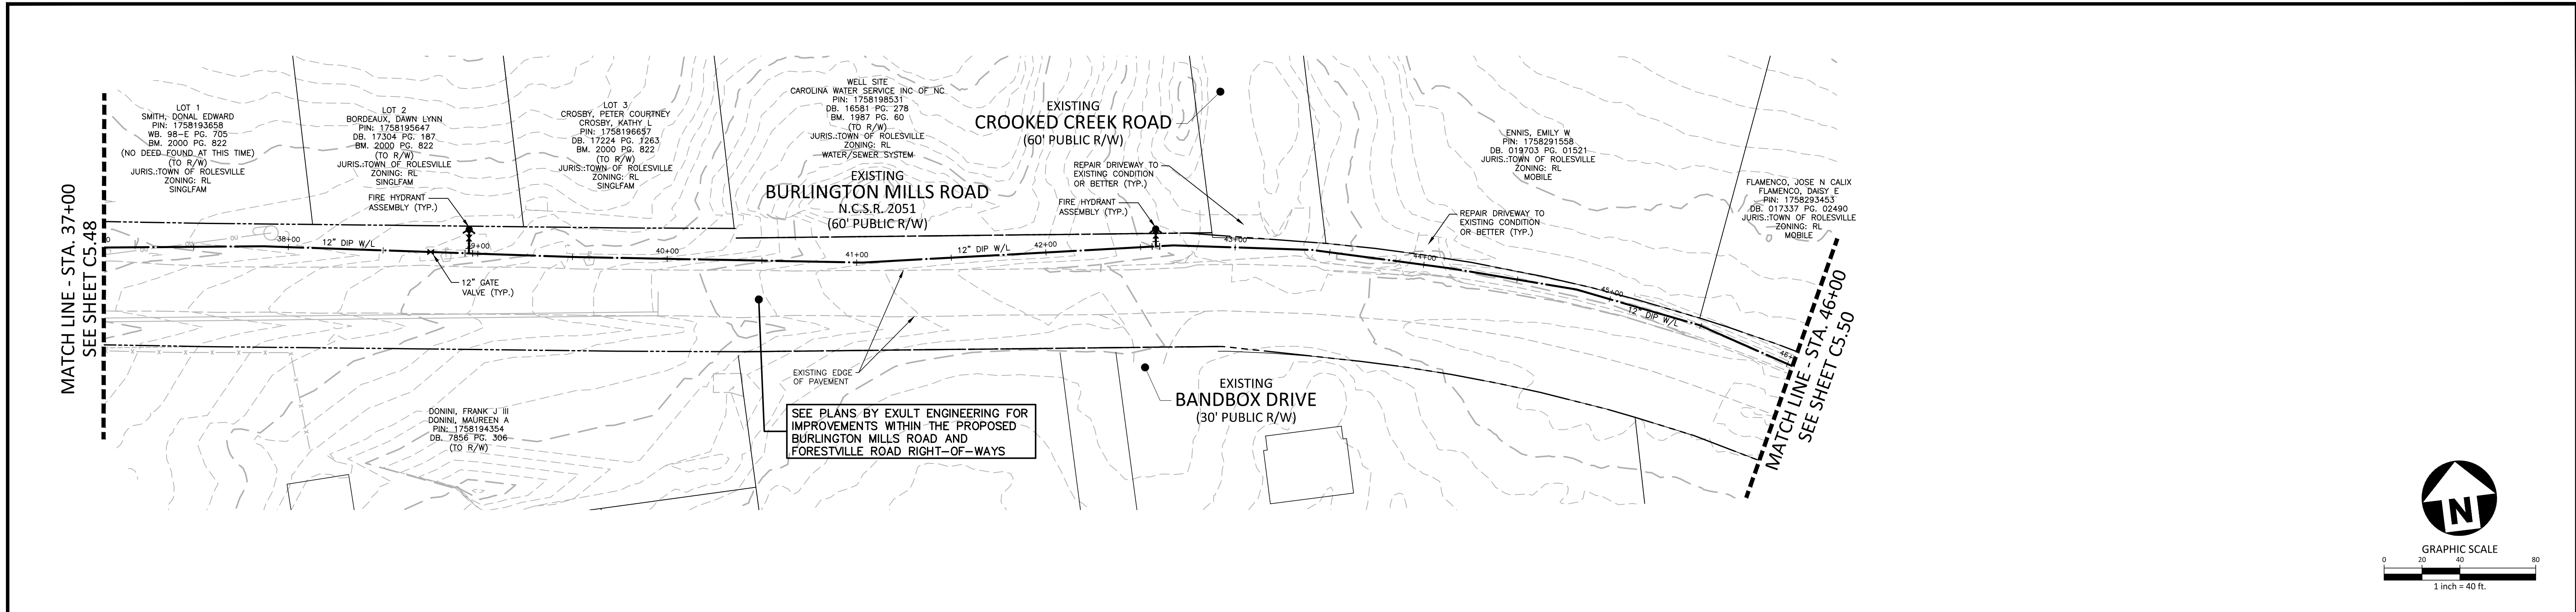 MATCH LINE - STA. 37+00
SEE SHEET C5.48
LOT 1
SMITH, DONAL EDWARD
PIN: 1758193658
WB. 98-E PG. 705
BM. 2000 PG. 822
(NO DEED FOUND AT THIS TIME)
(TO R/W)
JURIS.:TOWN OF ROLESVILLE
ZONING: RL
SINGLFAM
LOT 2
BORDEAUX, DAWN LYNN
PIN: 1758195647
DB. 17304 PG. 187
BM. 2000 PG. 822
(TO R/W)
JURIS.:TOWN OF ROLESVILLE
ZONING: RL
SINGLFAM
FIRE HYDRANT
ASSEMBLY (TYP.)
LOT 3
CROSBY, PETER COURTNEY
CROSBY, KATHY L
PIN: 1758196657
DB. 17224 PG. 1263
BM. 2000 PG. 822
(TO R/W)
JURIS.:TOWN OF ROLESVILLE
ZONING: RL
SINGLFAM
WELL SITE
CAROLINA WATER SERVICE INC OF NC
PIN: 1758198531
DB. 16581 PG. 278
BM. 1987 PG. 60
(TO R/W)
JURIS.:TOWN OF ROLESVILLE
ZONING: RL
WATER/SEWER SYSTEM
EXISTING
BURLINGTON MILLS ROAD
N.C.S.R. 2051
(60' PUBLIC R/W)
EXISTING
CROOKED CREEK ROAD
(60' PUBLIC R/W)
REPAIR DRIVEWAY TO
EXISTING CONDITION
OR BETTER (TYP.)
FIRE HYDRANT
ASSEMBLY (TYP.)
ENNIS, EMILY W
PIN: 1758291558
DB. 019703 PG. 01521
JURIS.:TOWN OF ROLESVILLE
ZONING: RL
MOBILE
REPAIR DRIVEWAY TO
EXISTING CONDITION
OR BETTER (TYP.)
FLAMENCO, JOSE N CALIX
FLAMENCO, DAISY E
PIN: 1758293453
DB. 017337 PG. 02490
JURIS.:TOWN OF ROLESVILLE
ZONING: RL
MOBILE
38+00
12" DIP W/L
40+00
41+00
12" DIP W/L
42+00
43+00
44+00
45+00
12" DIP W/L
12" GATE
VALVE (TYP.)
EXISTING EDGE
OF PAVEMENT
SEE PLANS BY EXULT ENGINEERING FOR
IMPROVEMENTS WITHIN THE PROPOSED
BURLINGTON MILLS ROAD AND
FORESTVILLE ROAD RIGHT-OF-WAYS
DONINI, FRANK J III
DONINI, MAUREEN A
PIN: 1758194354
DB. 7856 PG. 306
(TO R/W)
EXISTING
BANDBOX DRIVE
(30' PUBLIC R/W)
MATCH LINE - STA. 46+00
SEE SHEET C5.50
N
GRAPHIC SCALE
0 20 40 80
1 inch = 40 ft.